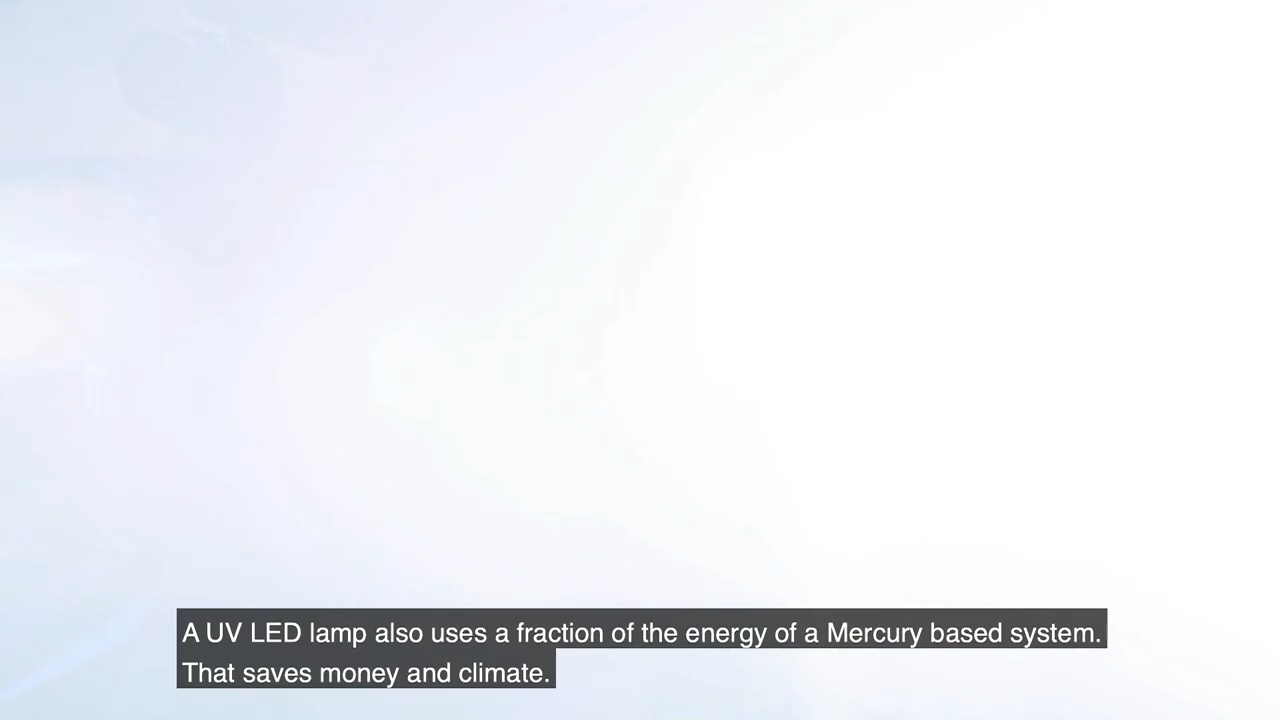 A UV LED lamp also uses a fraction of the energy of a Mercury based system.
That saves money and climate.